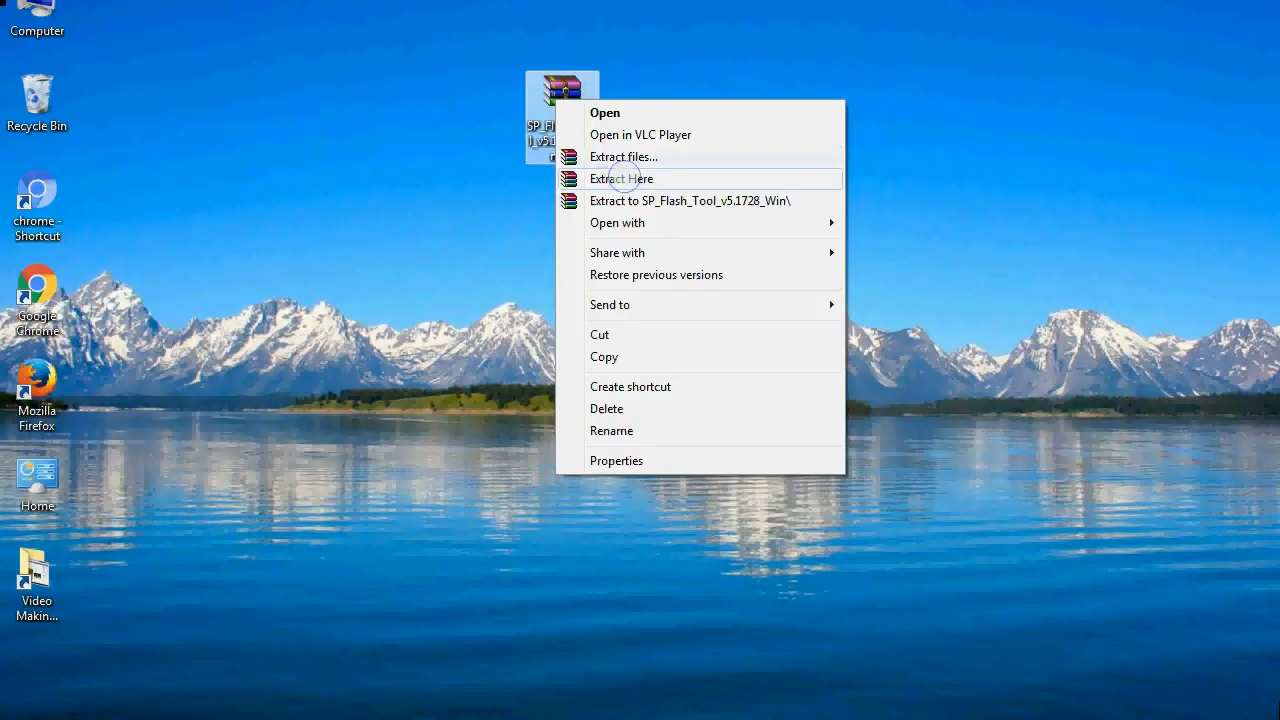 Computer
Recycle Bin
chrome -
Shortcut
Google
Chrome
Mozilla
Firefox
Home
Video
Makin...
Open
Open in VLC Player
Extract files...
Extract Here
Extract to SP_Flash_Tool_v5.1728_Win\
Open with
Share with
Restore previous versions
Send to
Cut
Copy
Create shortcut
Delete
Rename
Properties